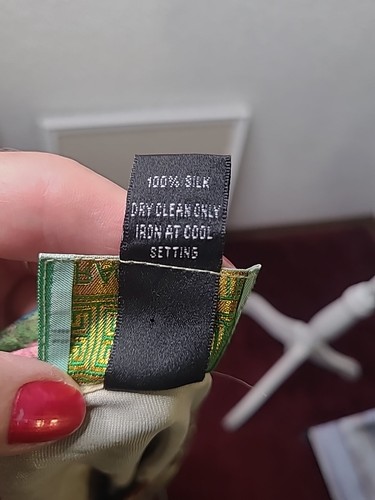 100% SILK
DRY CLEAN ONLY
IRON AT COOL
SETTING